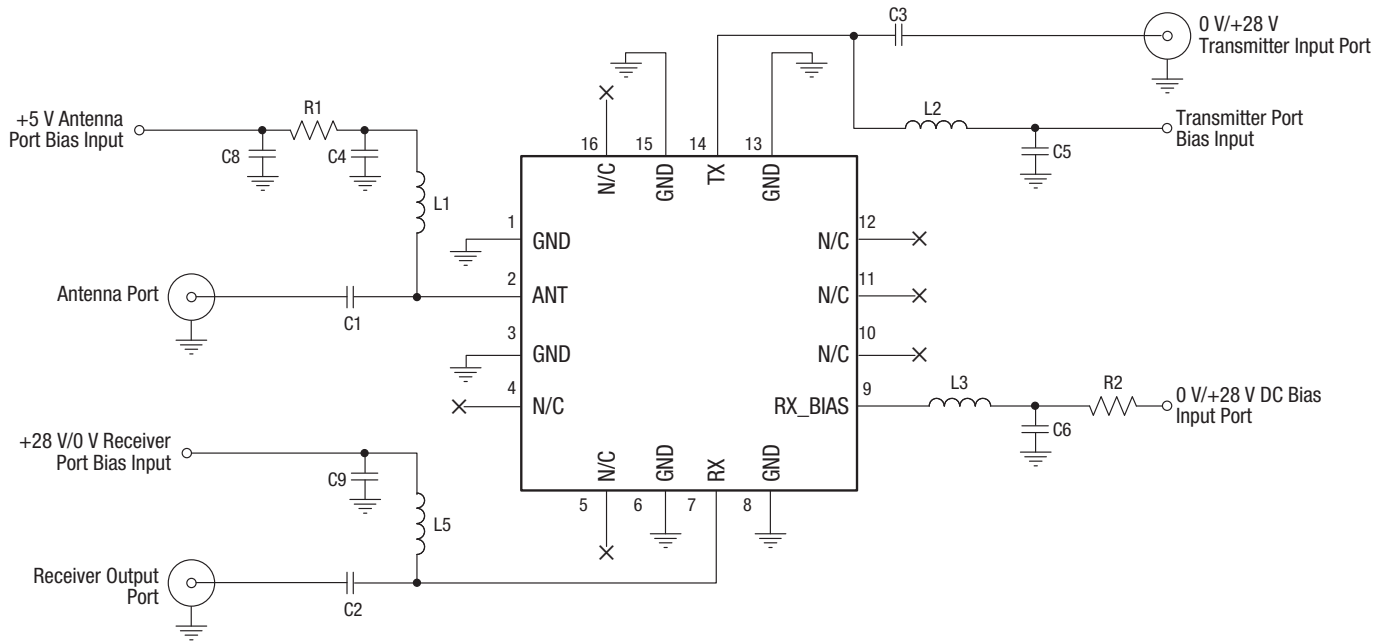 C3
0 V/+28 V
Transmitter Input Port
+5 V Antenna
Port Bias Input
R1
C8
C4
L1
L2
C5
Transmitter Port
Bias Input
16
15
14
13
N/C
GND
TX
GND
1
GND
2
ANT
3
GND
4
N/C
12
N/C
11
N/C
10
N/C
9
RX_BIAS
Antenna Port
C1
L3
R2
C6
0 V/+28 V DC Bias
Input Port
+28 V/0 V Receiver
Port Bias Input
C9
L5
N/C
GND
RX
GND
5
6
7
8
Receiver Output
Port
C2